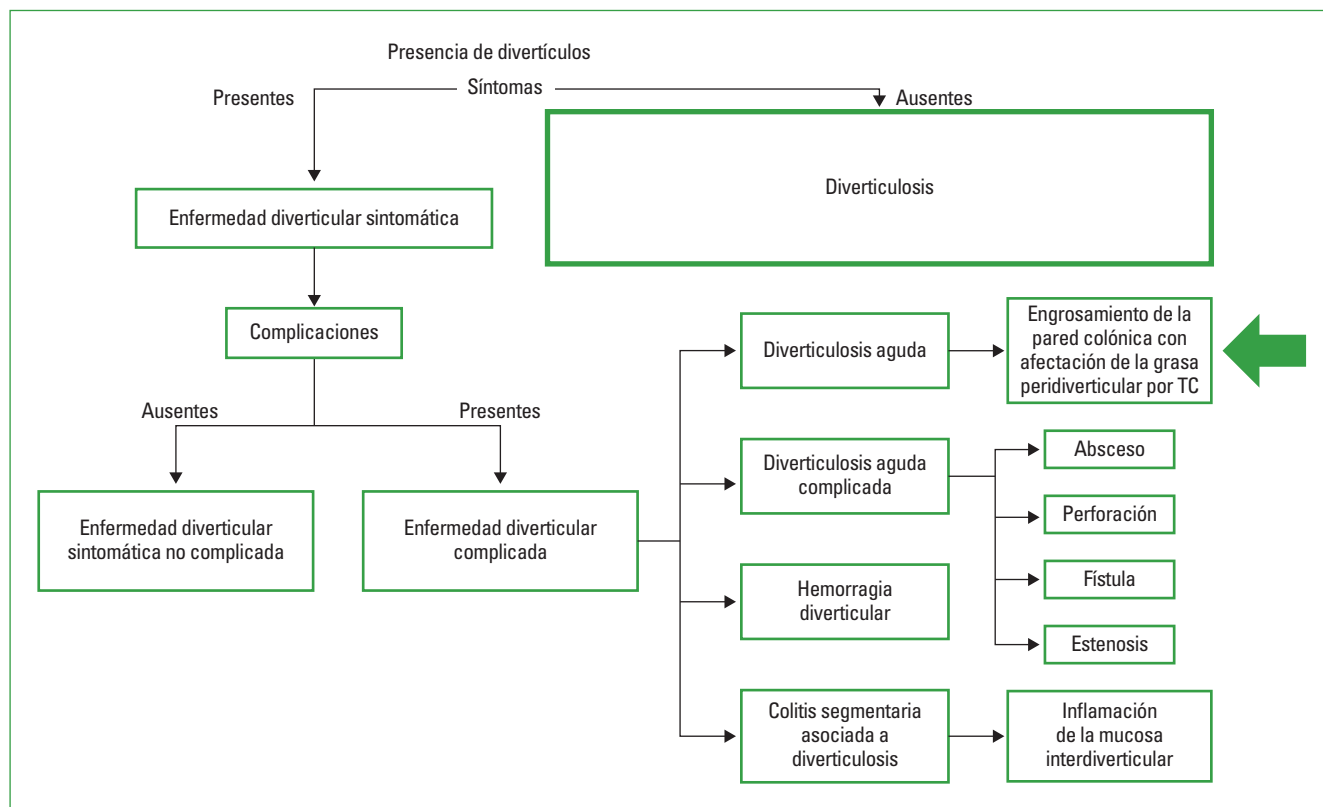 Presencia de divertículos
Síntomas
Presentes
Ausentes
Diverticulosis
Enfermedad diverticular sintomática
Complicaciones
Ausentes
Presentes
Enfermedad diverticular
sintomática no complicada
Enfermedad diverticular
complicada
Diverticulosis aguda
Engrosamiento de la
pared colónica con
afectación de la grasa
peridiverticular por TC
Diverticulosis aguda
complicada
Absceso
Perforación
Fístula
Estenosis
Hemorragia
diverticular
Colitis segmentaria
asociada a
diverticulosis
Inflamación
de la mucosa
interdiverticular